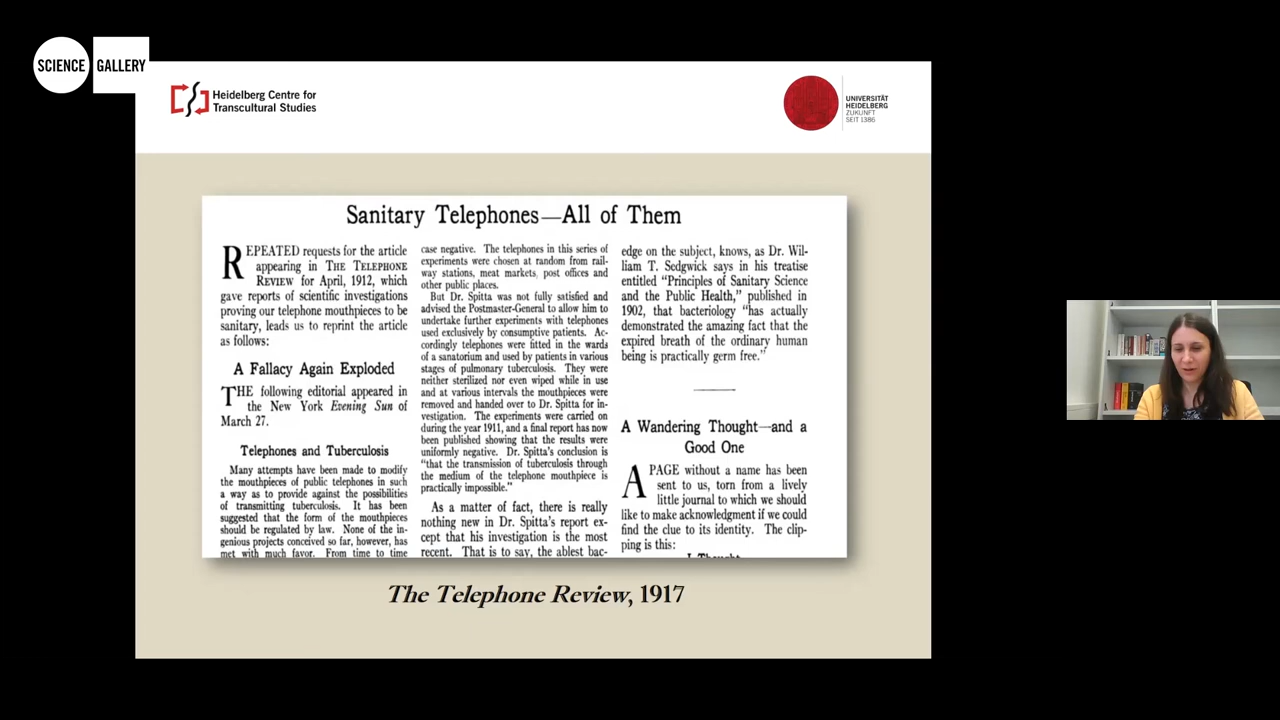 SCIENCE
GALLERY
Heidelberg Centre for
Transcultural Studies
UNIVERSITÄT
HEIDELBERG
ZUKUNFT
SEIT 1386
Sanitary Telephones—All of Them
REPEATED requests for the article
appearing in THE TELEPHONE
REVIEW for April, 1912, which
gave reports of scientific investigations
proving our telephone mouthpieces to be
sanitary, leads us to reprint the article
as follows:
A Fallacy Again Exploded
THE following editorial appeared in
the New York Evening Sun of
March 27.
Telephones and Tuberculosis
Many attempts have been made to modify
the mouthpieces of public telephones in such
a way as to provide against the possibilities
of transmitting tuberculosis. It has been
suggested that the form of the mouthpieces
should be regulated by law. None of the in-
genious projects conceived so far, however, has
met with much favor. From time to time
case negative. The telephones in this series of
experiments were chosen at random from rail-
way stations, meat markets, post offices and
other public places.
But Dr. Spitta was not fully satisfied and
advised the Postmaster-General to allow him to
undertake further experiments with telephones
used exclusively by consumptive patients. Ac-
cordingly telephones were fitted in the wards
of a sanatorium and used by patients in various
stages of pulmonary tuberculosis. They were
neither sterilized nor even wiped while in use
and at various intervals the mouthpieces were
removed and handed over to Dr. Spitta for in-
vestigation. The experiments were carried on
during the year 1911, and a final report has now
been published showing that the results were
uniformly negative. Dr. Spitta's conclusion is
"that the transmission of tuberculosis through
the medium of the telephone mouthpiece is
practically impossible."
As a matter of fact, there is really
nothing new in Dr. Spitta's report ex-
cept that his investigation is the most
recent. That is to say, the ablest bac-
edge on the subject, knows, as Dr. Wil-
liam T. Sedgwick says in his treatise
entitled "Principles of Sanitary Science
and the Public Health," published in
1902, that bacteriology "has actually
demonstrated the amazing fact that the
expired breath of the ordinary human
being is practically germ free."
A Wandering Thought—and a
Good One
A PAGE without a name has been
sent to us, torn from a lively
little journal to which we should
like to make acknowledgment if we could
find the clue to its identity. The clip-
ping is this:
I Thought
The Telephone Review, 1917